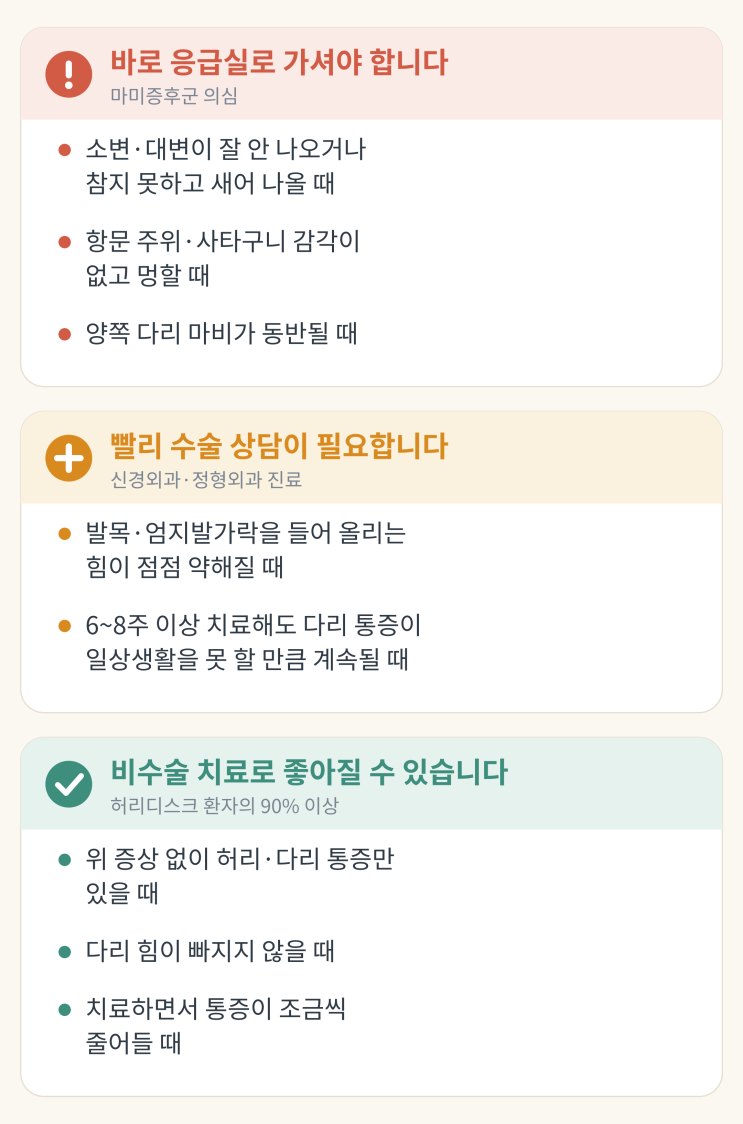 바로 응급실로 가셔야 합니다
마미증후군 의심
소변·대변이 잘 안 나오거나
참지 못하고 새어 나올 때
항문 주위·사타구니 감각이
없고 멍할 때
양쪽 다리 마비가 동반될 때
빨리 수술 상담이 필요합니다
신경외과·정형외과 진료
발목·엄지발가락을 들어 올리는
힘이 점점 약해질 때
6~8주 이상 치료해도 다리 통증이
일상생활을 못 할 만큼 계속될 때
비수술 치료로 좋아질 수 있습니다
허리디스크 환자의 90% 이상
위 증상 없이 허리·다리 통증만
있을 때
다리 힘이 빠지지 않을 때
치료하면서 통증이 조금씩
줄어들 때